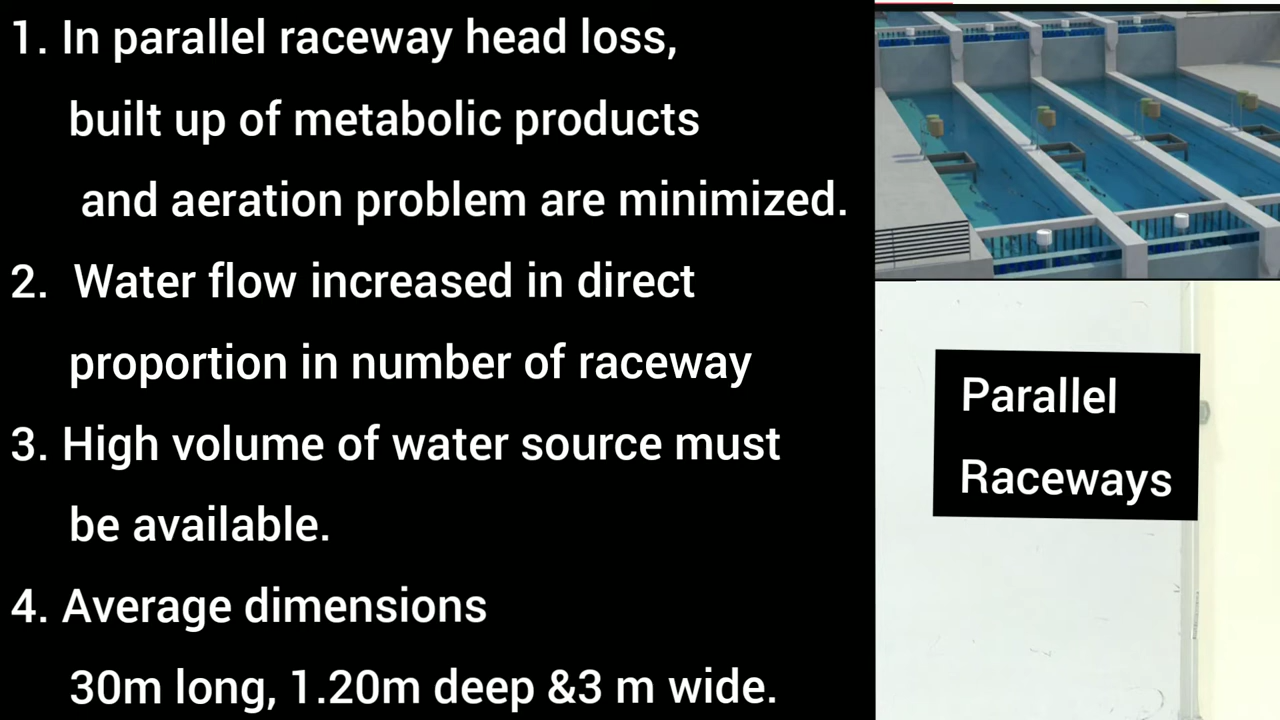 1. In parallel raceway head loss,
built up of metabolic products
and aeration problem are minimized.
2. Water flow increased in direct
proportion in number of raceway
3. High volume of water source must
be available.
4. Average dimensions
30m long, 1.20m deep &3 m wide.
Parallel
Raceways